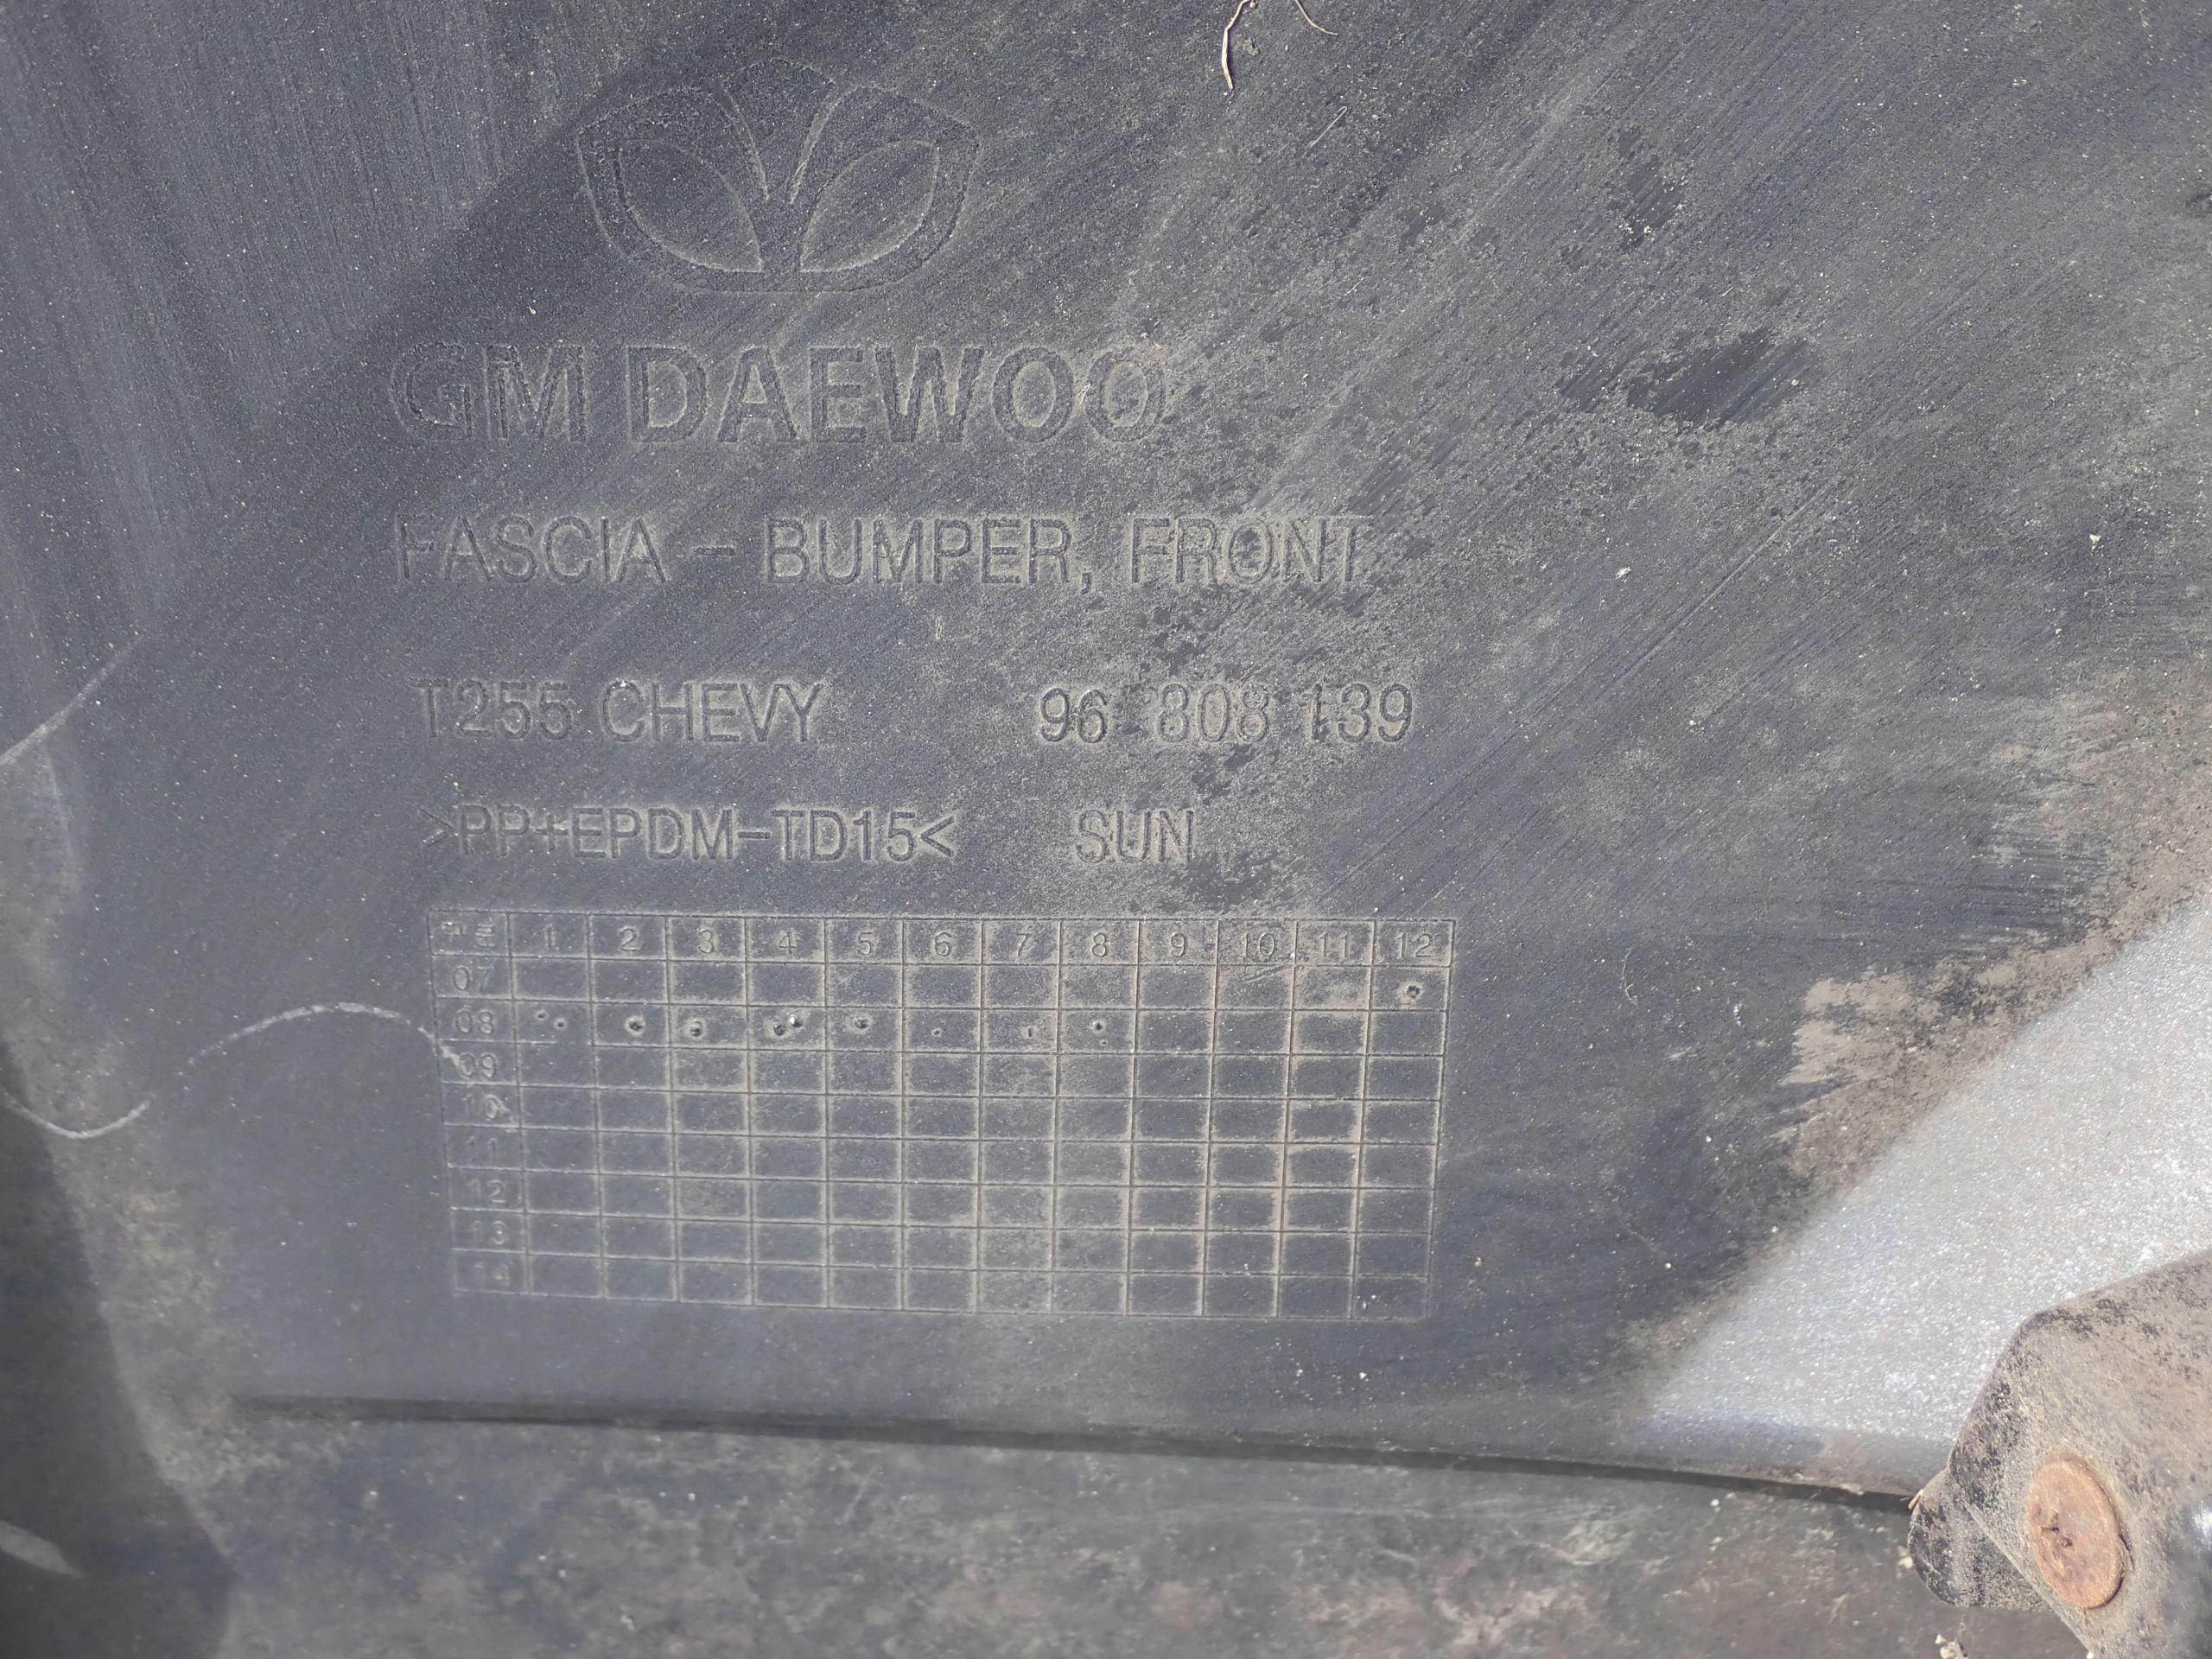 GM DAEWOO
FASCIA - BUMPER, FRONT
T255 CHEVY 96 808 139
>PP+EPDM-TD15< SUN
1 2 3 4 5 6 7 8 9 10 11 12
07
08
09
10
11
12
13
14